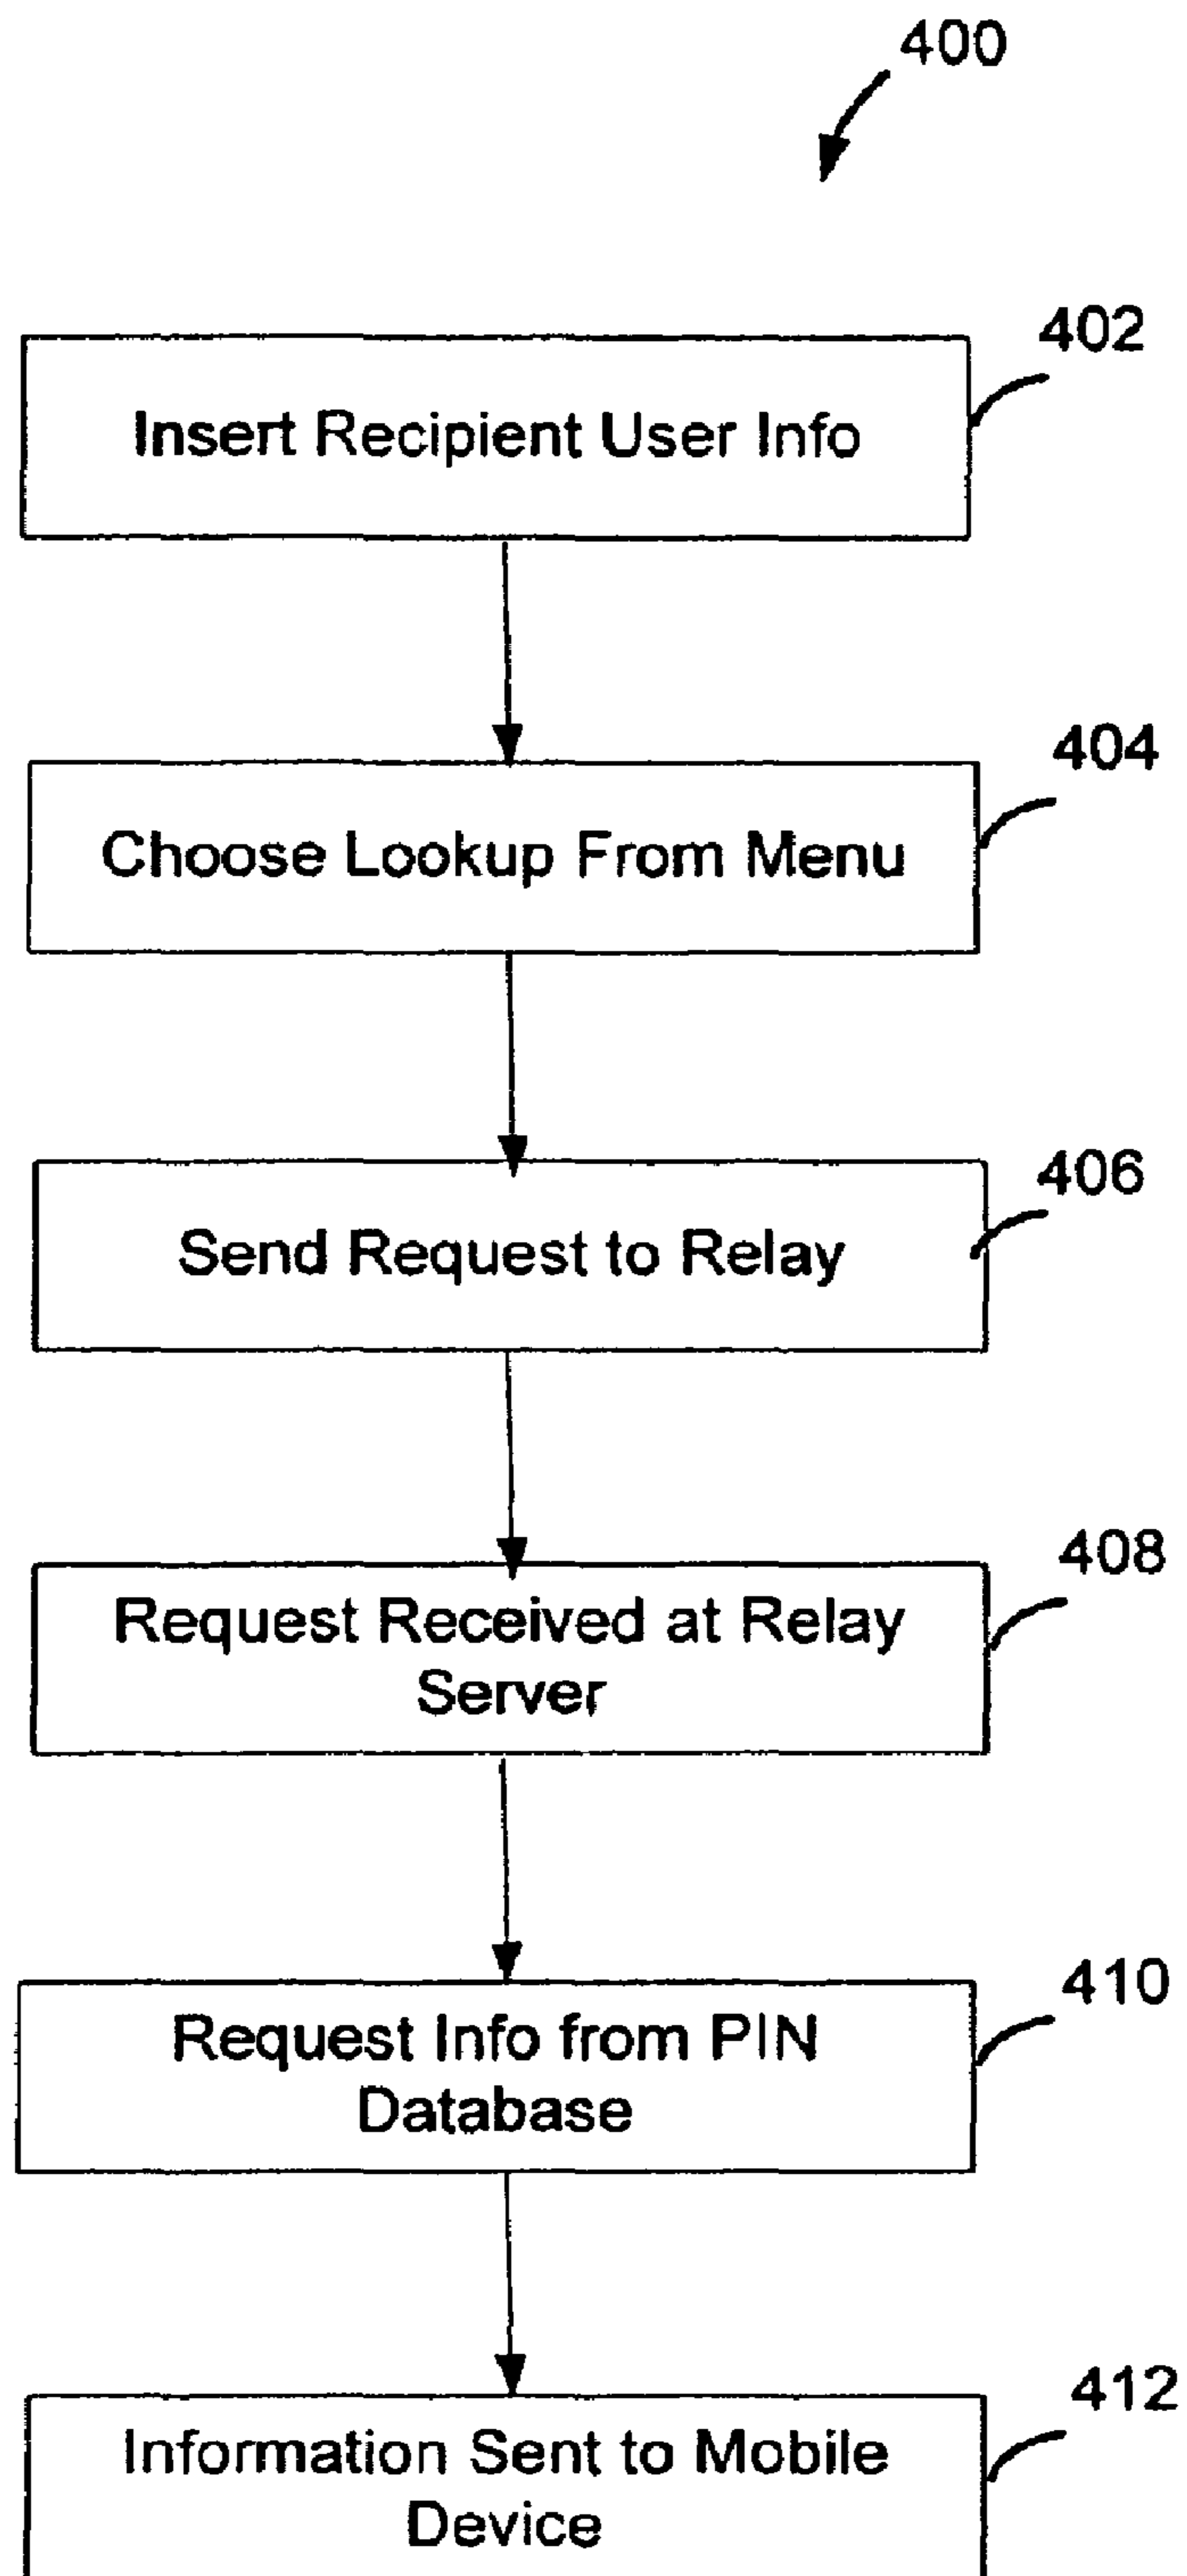 400
402
Insert Recipient User Info
404
Choose Lookup From Menu
406
Send Request to Relay
408
Request Received at Relay
Server
410
Request Info from PIN
Database
412
Information Sent to Mobile
Device